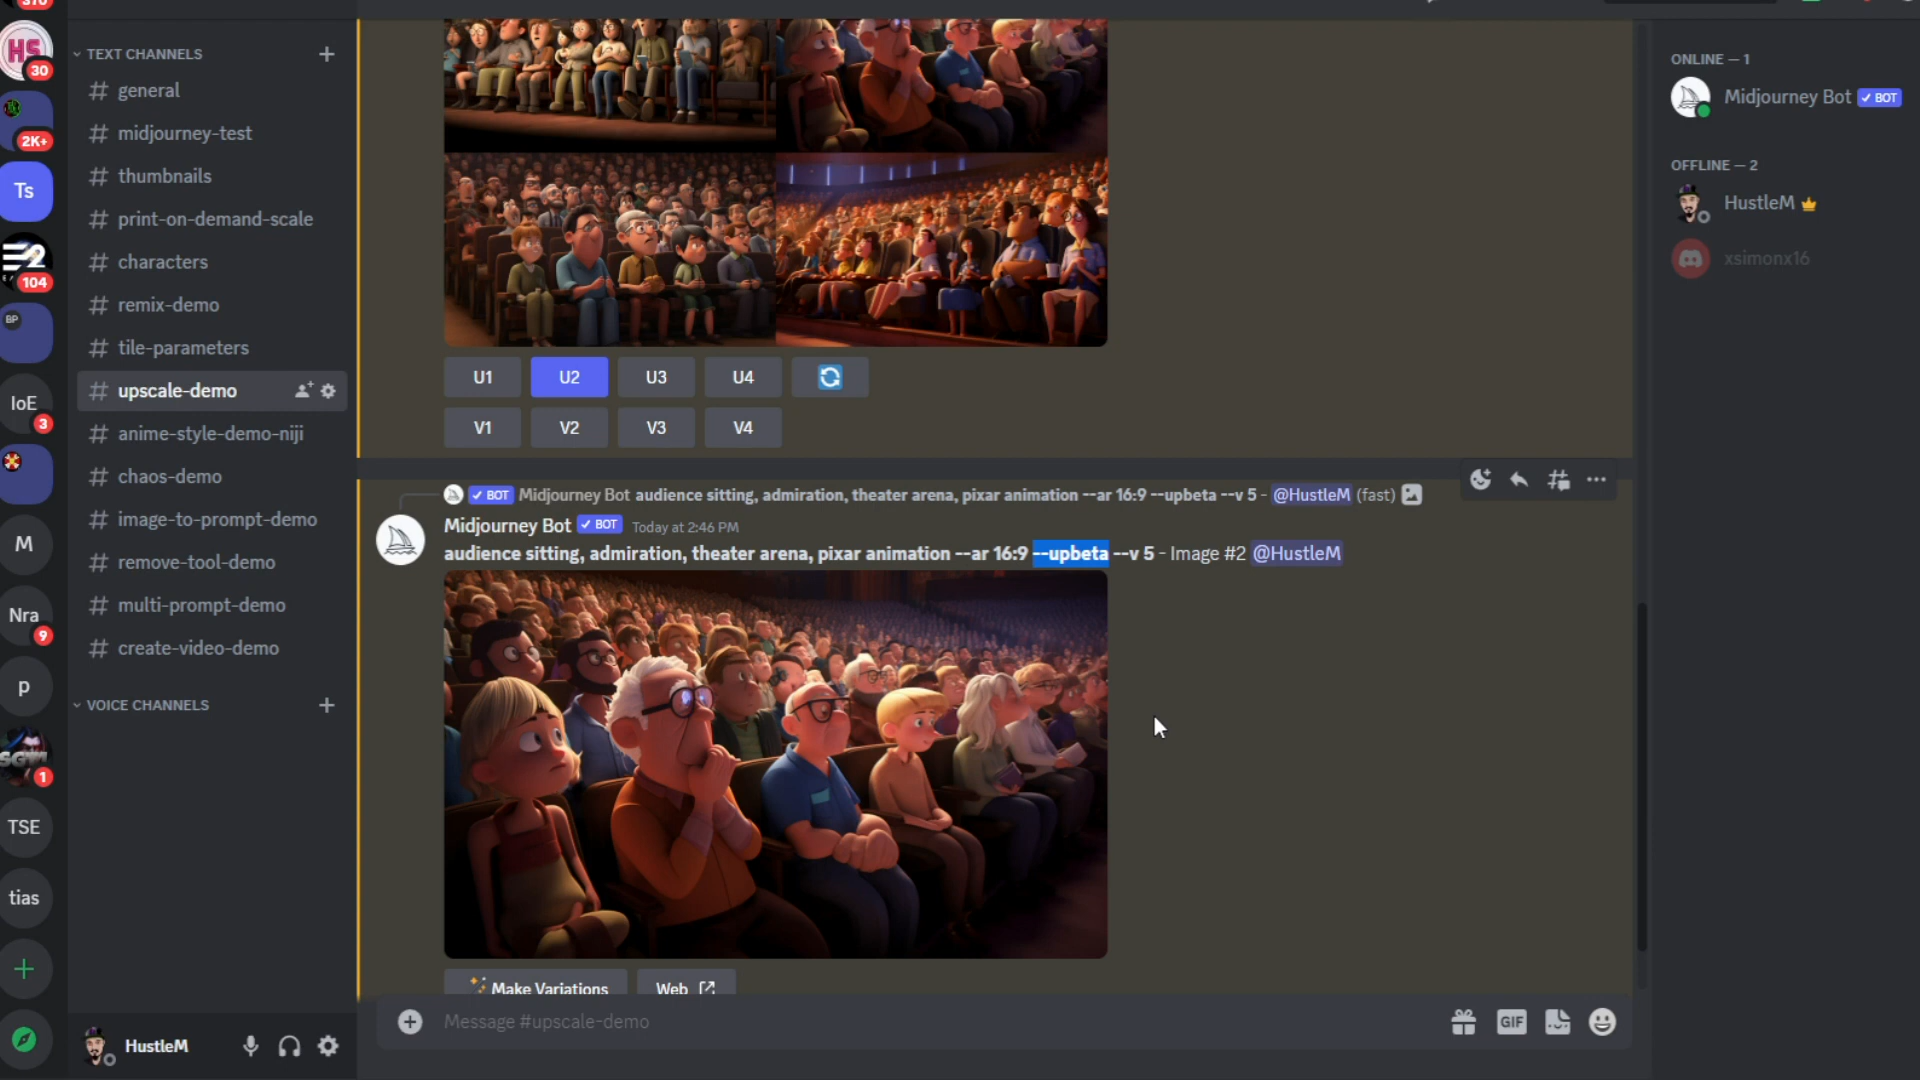 310
HS
30
2K+
Ts
104
BP
IoE
3
M
Nra
9
p
1
TSE
tias
TEXT CHANNELS
general
midjourney-test
thumbnails
print-on-demand-scale
characters
remix-demo
tile-parameters
upscale-demo
anime-style-demo-niji
chaos-demo
image-to-prompt-demo
remove-tool-demo
multi-prompt-demo
create-video-demo
VOICE CHANNELS
HustleM
U1 U2 U3 U4
V1 V2 V3 V4
✓ BOT Midjourney Bot audience sitting, admiration, theater arena, pixar animation --ar 16:9 --upbeta --v 5 - @HustleM (fast)
Midjourney Bot ✓ BOT Today at 2:46 PM
audience sitting, admiration, theater arena, pixar animation --ar 16:9 --upbeta --v 5 - Image #2 @HustleM
Make Variations Web
Message #upscale-demo
GIF
ONLINE — 1
Midjourney Bot ✓ BOT
OFFLINE — 2
HustleM
xsimonx16